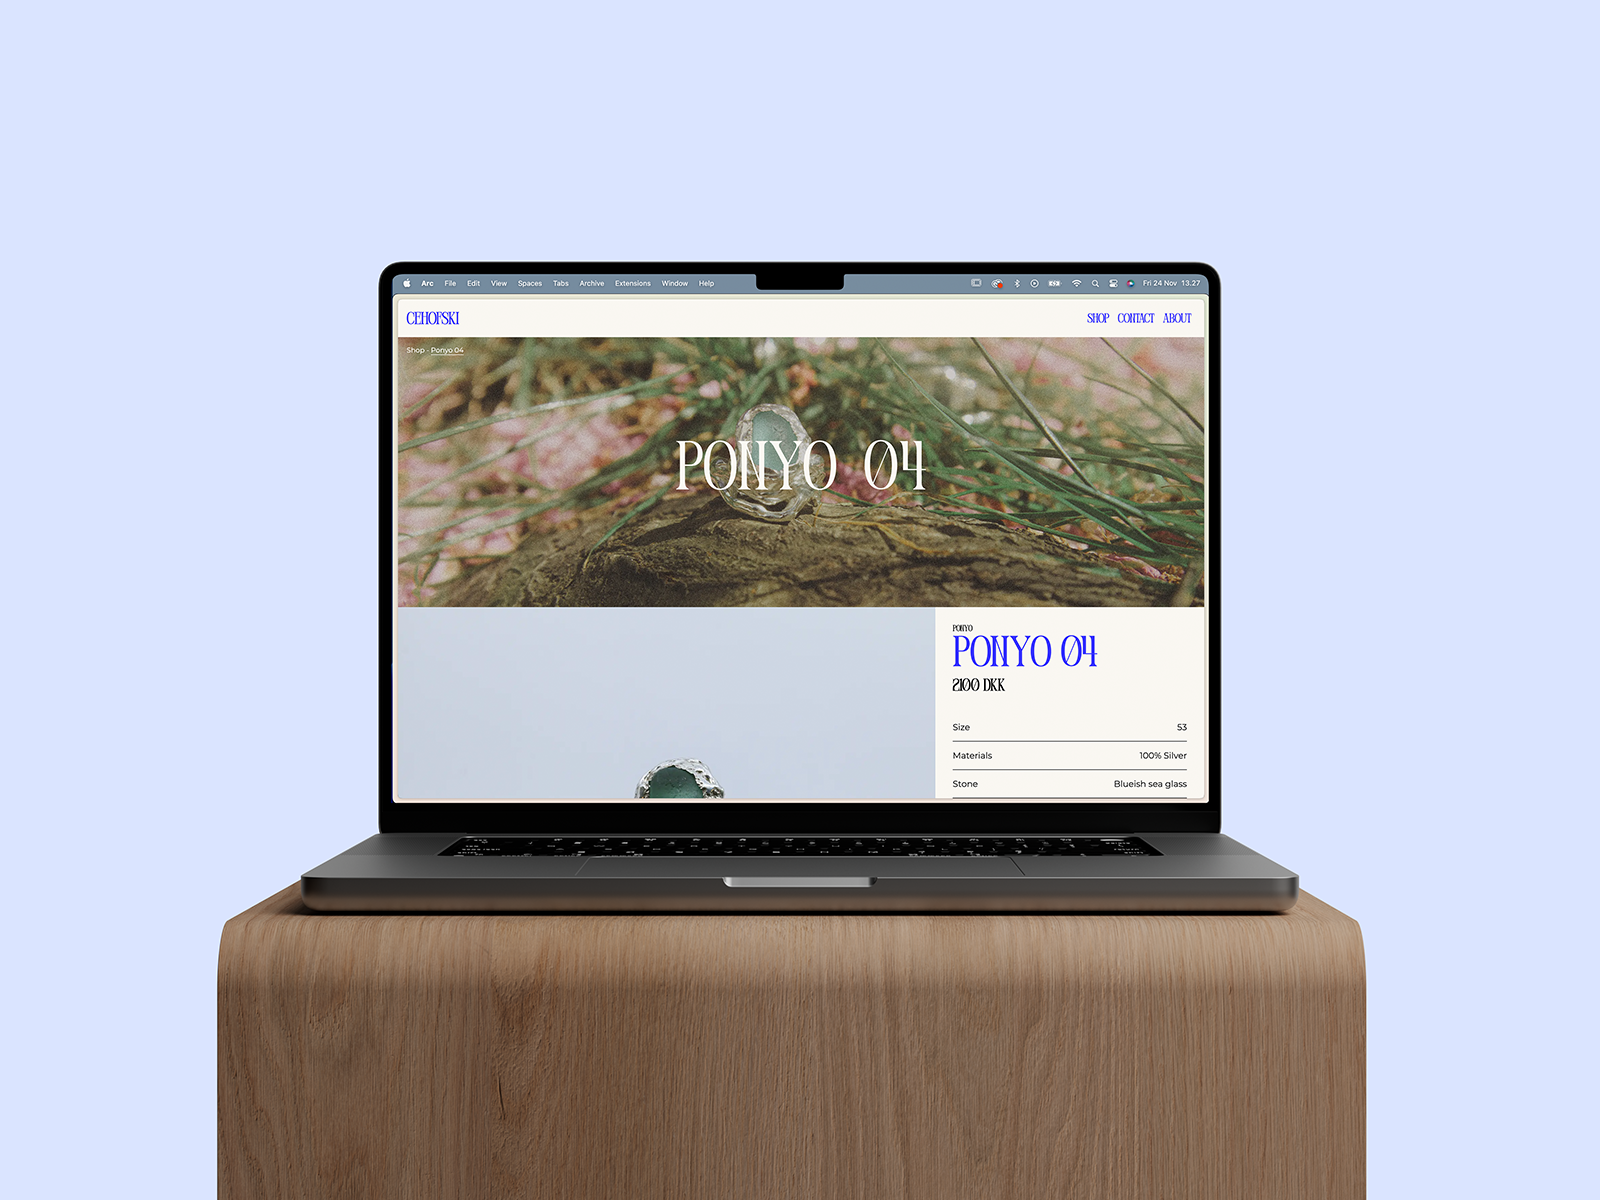 Arc File Edit View Spaces Tabs Archive Extensions Window Help
Fri 24 Nov 13.27
CEHOFSKI
SHOP CONTACT ABOUT
Shop - Ponyo 04
PONYO 04
PONYO
PONYO 04
2100 DKK
Size 53
Materials 100% Silver
Stone Blueish sea glass